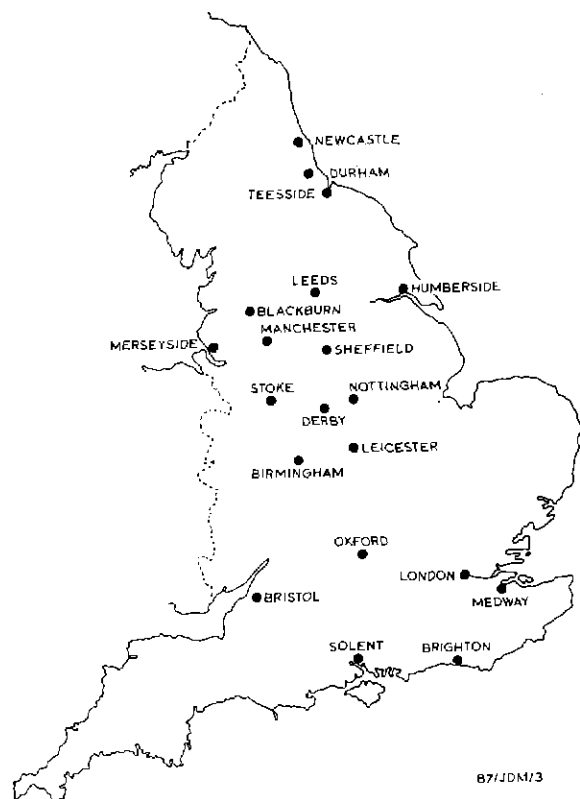 NEWCASTLE
DURHAM
TEESSIDE
LEEDS
HUMBERSIDE
BLACKBURN
MANCHESTER
MERSEYSIDE
SHEFFIELD
STOKE
NOTTINGHAM
DERBY
LEICESTER
BIRMINGHAM
OXFORD
LONDON
BRISTOL
MEDWAY
SOLENT
BRIGHTON
87/JDM/3